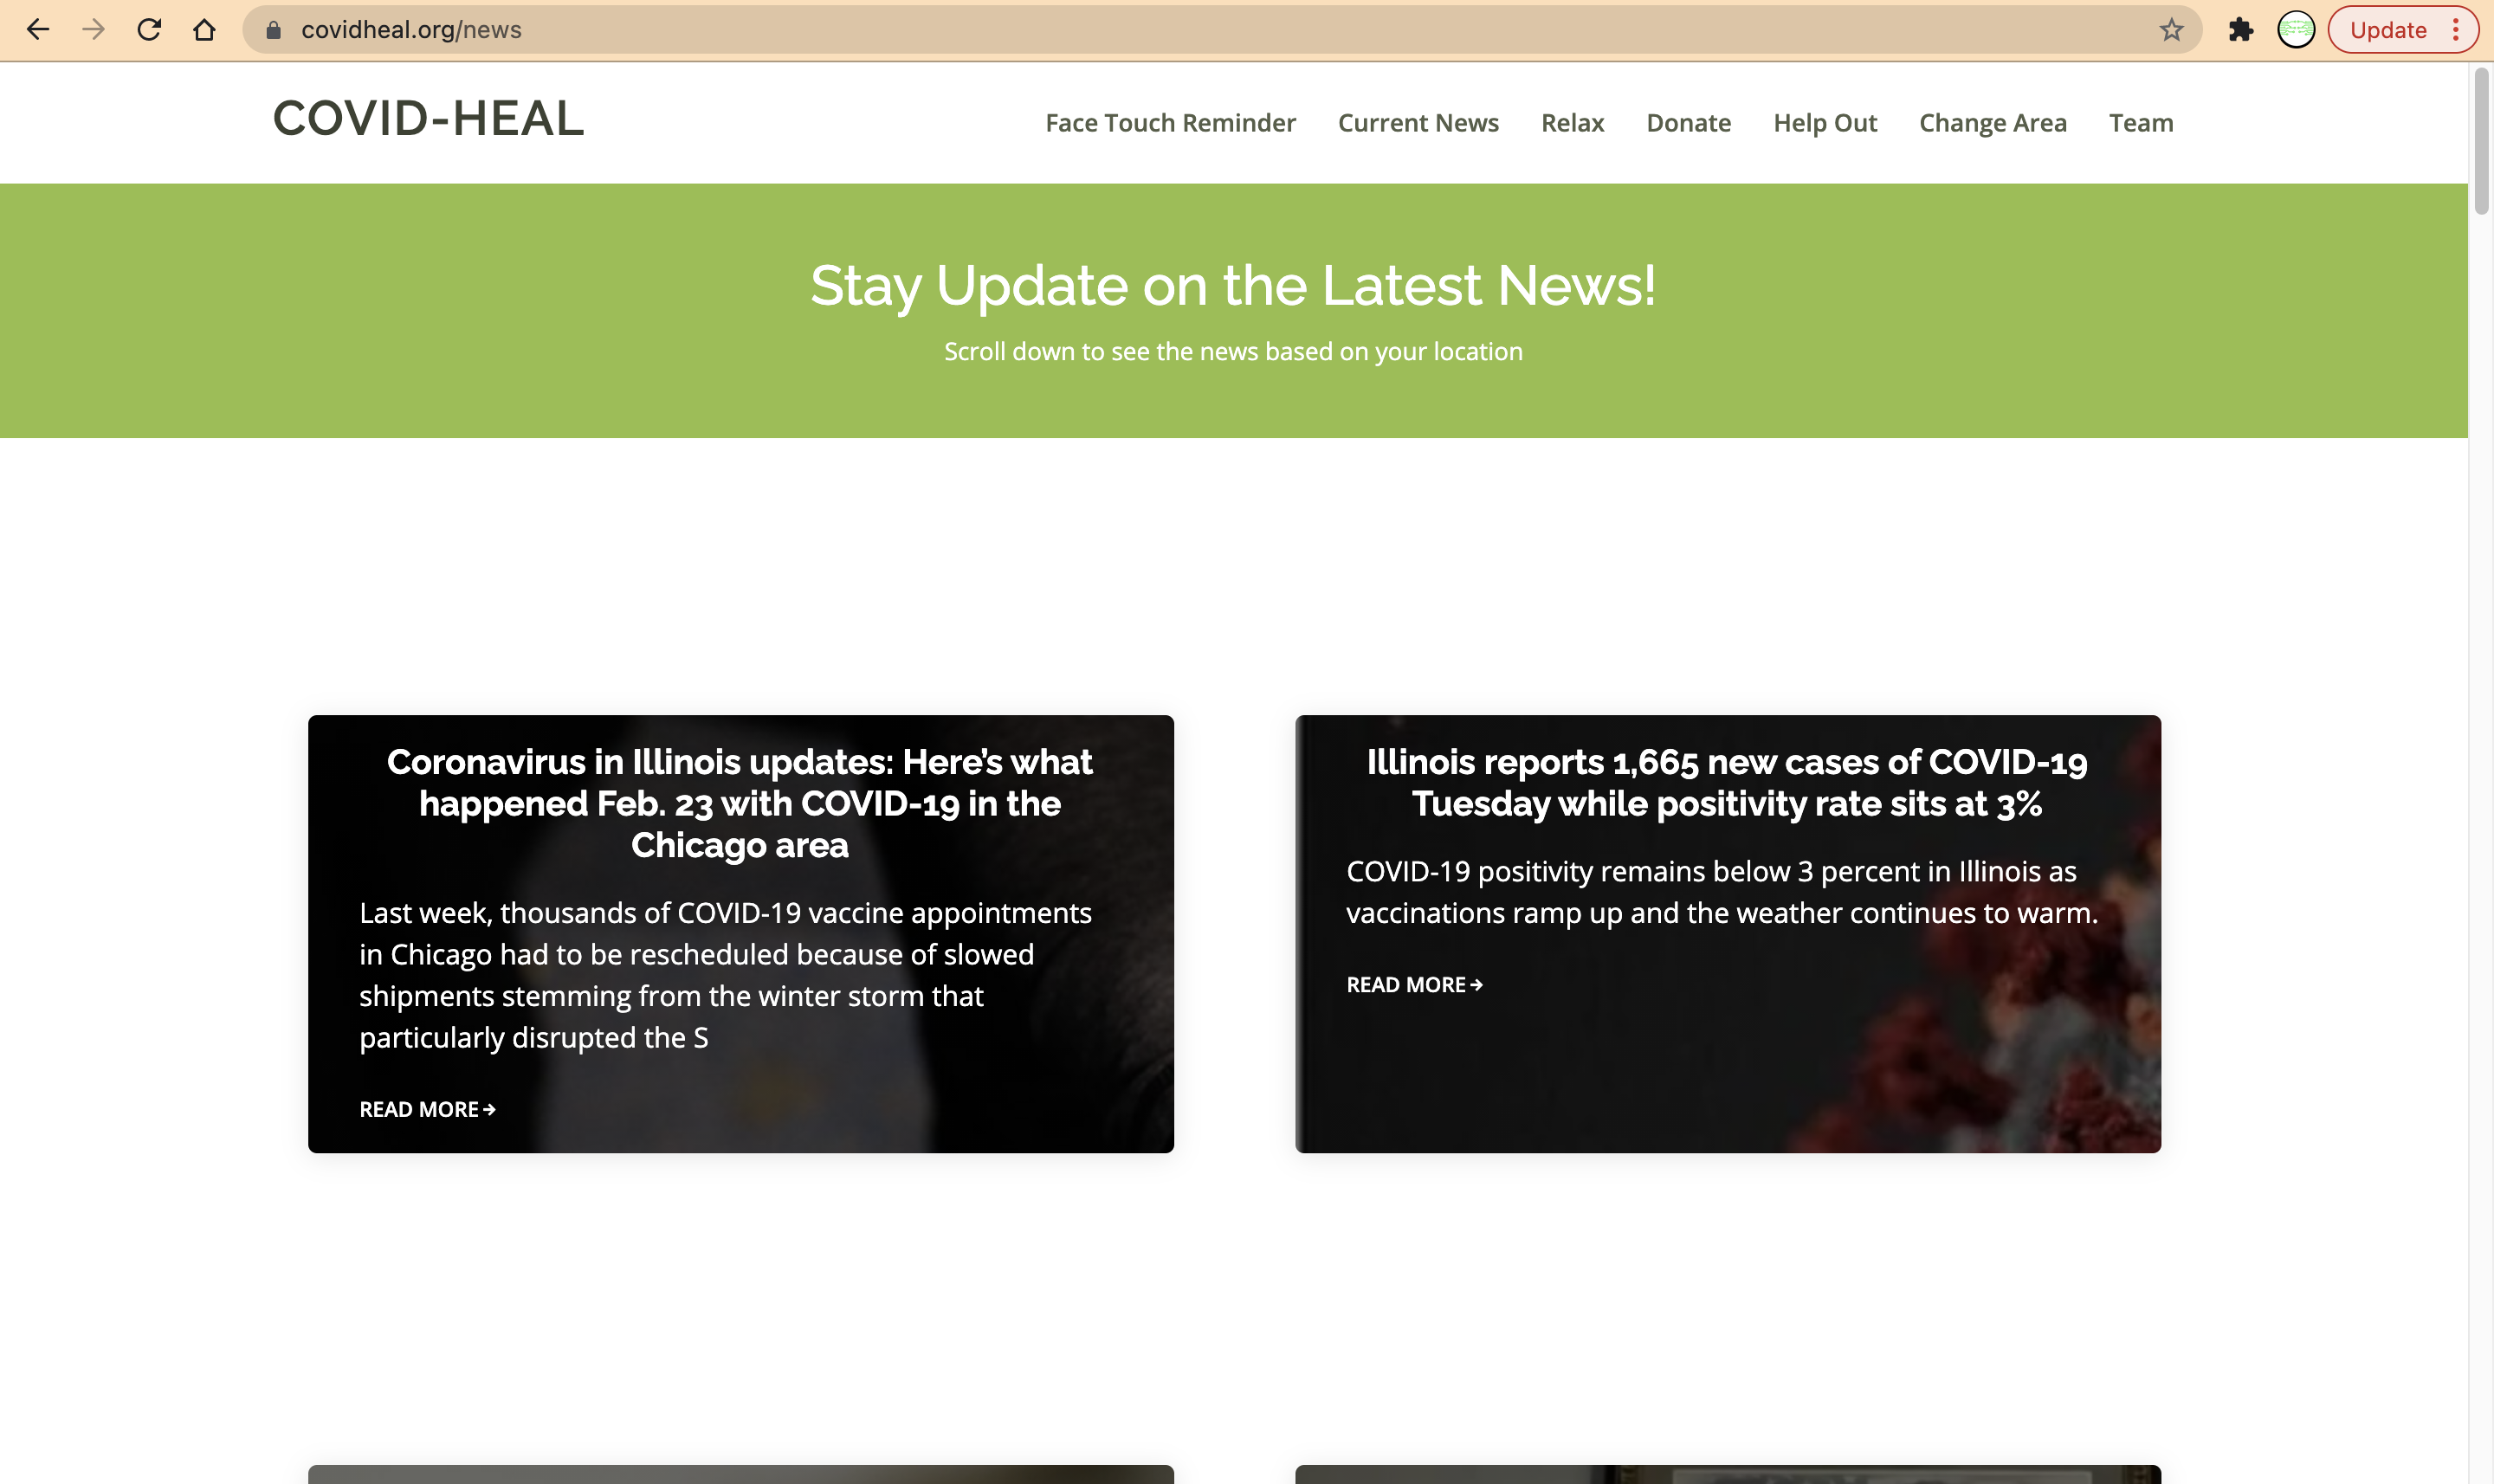 covidheal.org/news
Update
COVID-HEAL
Face Touch Reminder Current News Relax Donate Help Out Change Area Team
Stay Update on the Latest News!
Scroll down to see the news based on your location
Coronavirus in Illinois updates: Here’s what
happened Feb. 23 with COVID-19 in the
Chicago area
Last week, thousands of COVID-19 vaccine appointments
in Chicago had to be rescheduled because of slowed
shipments stemming from the winter storm that
particularly disrupted the S
READ MORE →
Illinois reports 1,665 new cases of COVID-19
Tuesday while positivity rate sits at 3%
COVID-19 positivity remains below 3 percent in Illinois as
vaccinations ramp up and the weather continues to warm.
READ MORE →